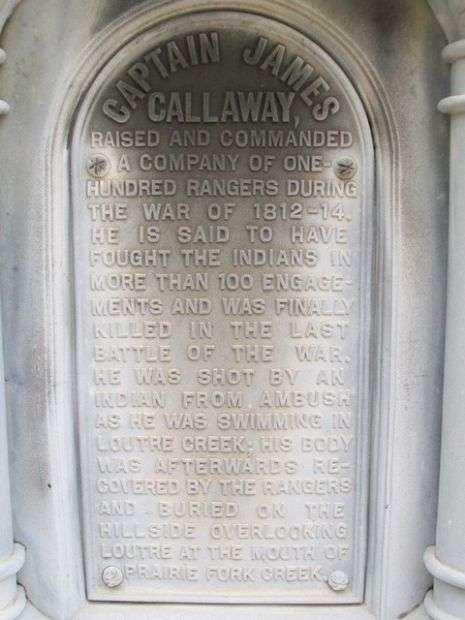 CAPTAIN JAMES
CALLAWAY,
RAISED AND COMMANDED
A COMPANY OF ONE-
HUNDRED RANGERS DURING
THE WAR OF 1812-14.
HE IS SAID TO HAVE
FOUGHT THE INDIANS IN
MORE THAN 100 ENGAGE-
MENTS AND WAS FINALLY
KILLED IN THE LAST
BATTLE OF THE WAR.
HE WAS SHOT BY AN
INDIAN FROM AMBUSH
AS HE WAS SWIMMING IN
LOUTRE CREEK; HIS BODY
WAS AFTERWARDS RE-
COVERED BY THE RANGERS
AND BURIED ON THE
HILLSIDE OVERLOOKING
LOUTRE AT THE MOUTH OF
PRAIRIE FORK CREEK.